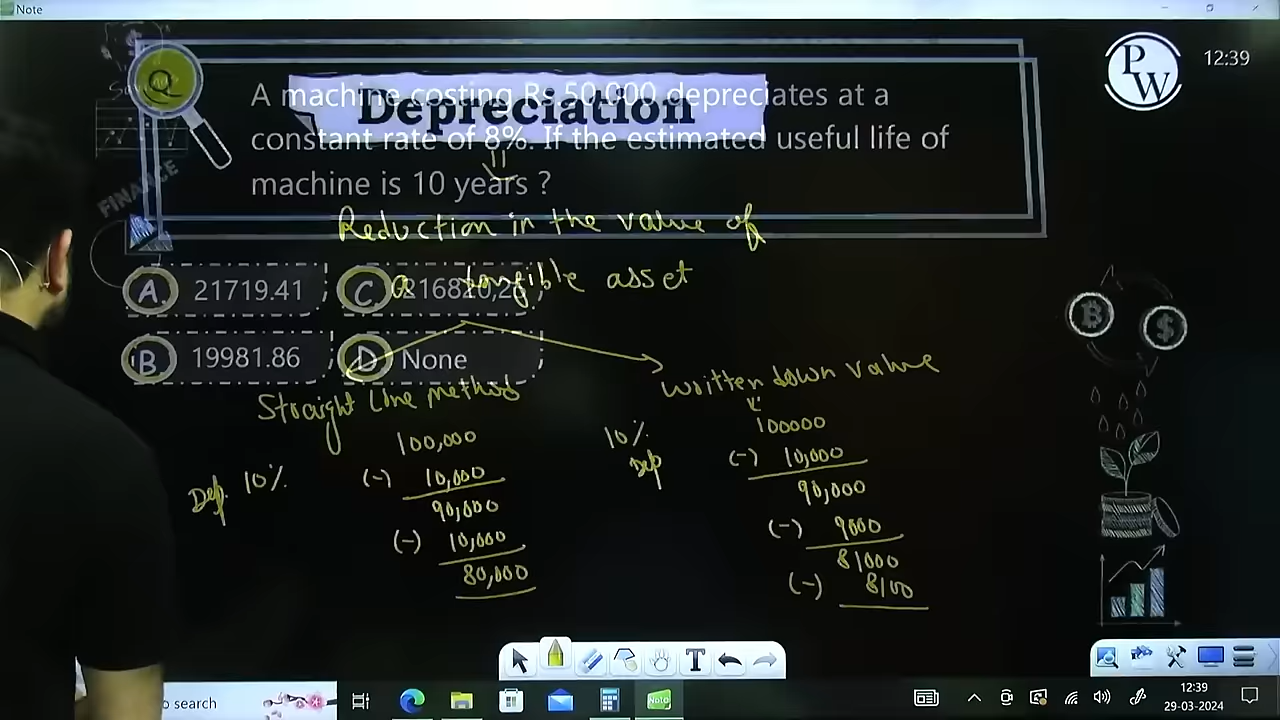 Note
Depreciation
A machine costing Rs 50,000 depreciates at a
constant rate of 8%. If the estimated useful life of
machine is 10 years ?
Q
PW
12:39
FINANCE
Reduction in the value of
a tangible asset
A. 21719.41
C.
B. 19981.86
D None
Straight Line method
written down value
Dep. 10%
100,000
(-) 10,000
90,000
(-) 10,000
80,000
10%
Dep
100000
(-) 10,000
90,000
(-) 9000
81000
(-) 8100
T
o search
NOTE
12:39
29-03-2024